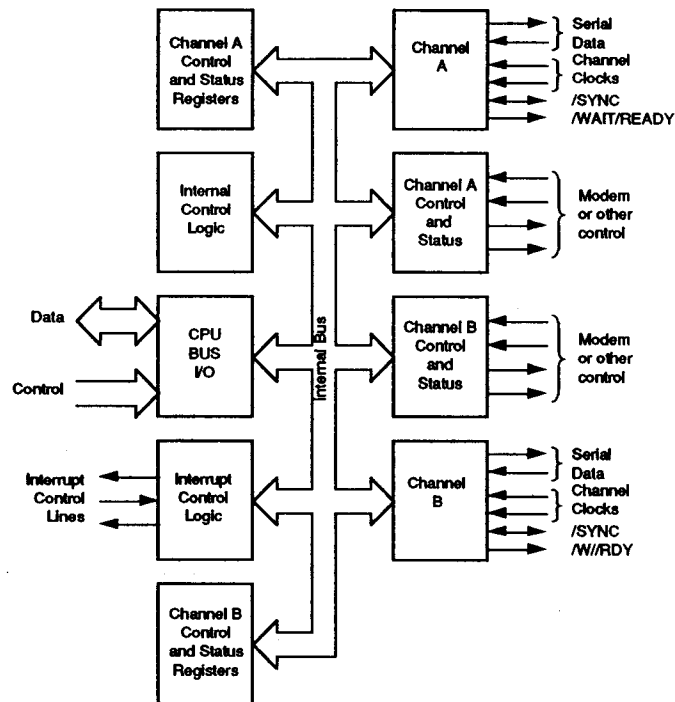 Channel A
Control
and Status
Registers
Channel
A
Serial
Data
Channel
Clocks
/SYNC
/WAIT/READY
Internal
Control
Logic
Channel A
Control
and
Status
Modem
or other
control
Data
Control
CPU
BUS
I/O
Internal Bus
Channel B
Control
and
Status
Modem
or other
control
Interrupt
Control
Lines
Interrupt
Control
Logic
Channel
B
Serial
Data
Channel
Clocks
/SYNC
/W//RDY
Channel B
Control
and Status
Registers